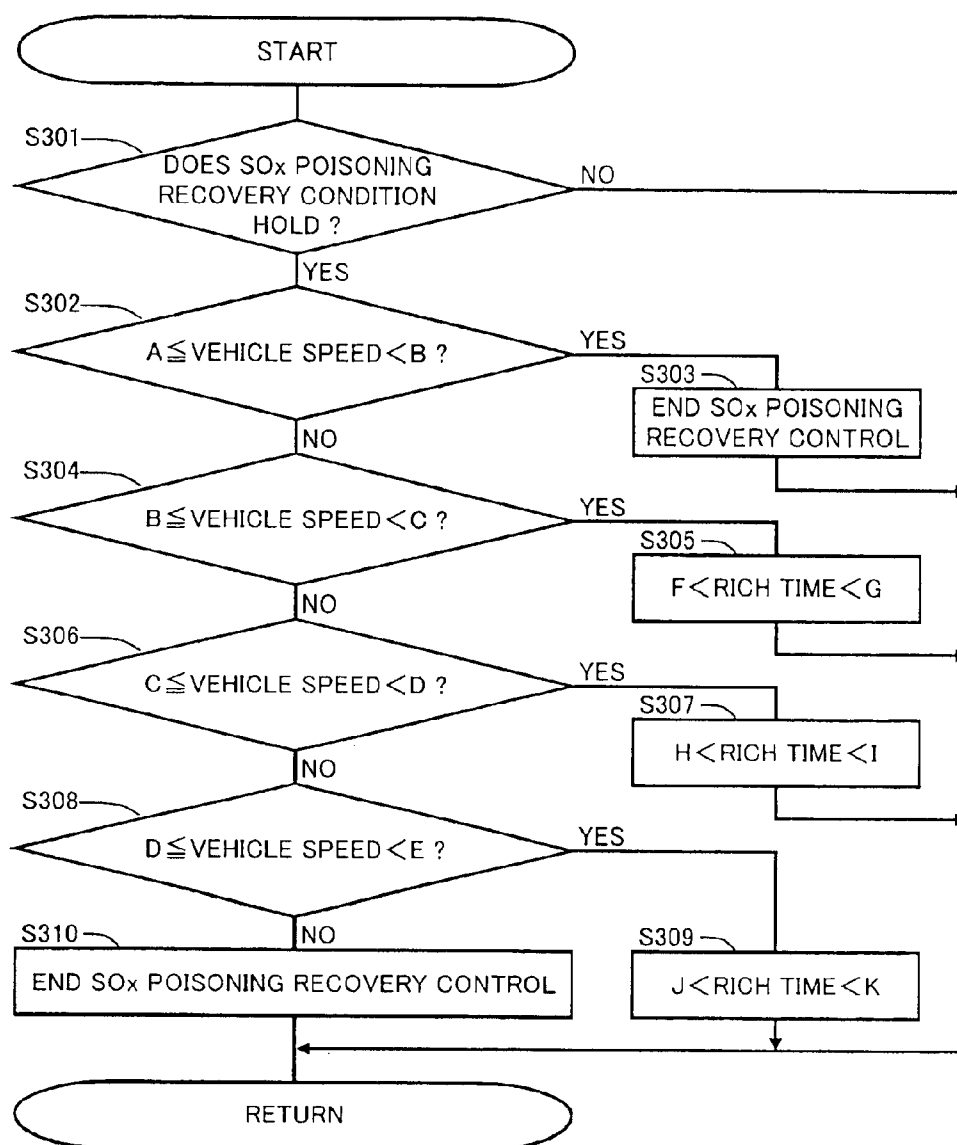 START
S301
DOES SOx POISONING
RECOVERY CONDITION
HOLD ?
NO
YES
S302
A≦VEHICLE SPEED<B ?
YES
S303
END SOx POISONING
RECOVERY CONTROL
NO
S304
B≦VEHICLE SPEED<C ?
YES
S305
F<RICH TIME<G
NO
S306
C≦VEHICLE SPEED<D ?
YES
S307
H<RICH TIME<I
NO
S308
D≦VEHICLE SPEED<E ?
YES
NO
S310
END SOx POISONING RECOVERY CONTROL
S309
J<RICH TIME<K
RETURN